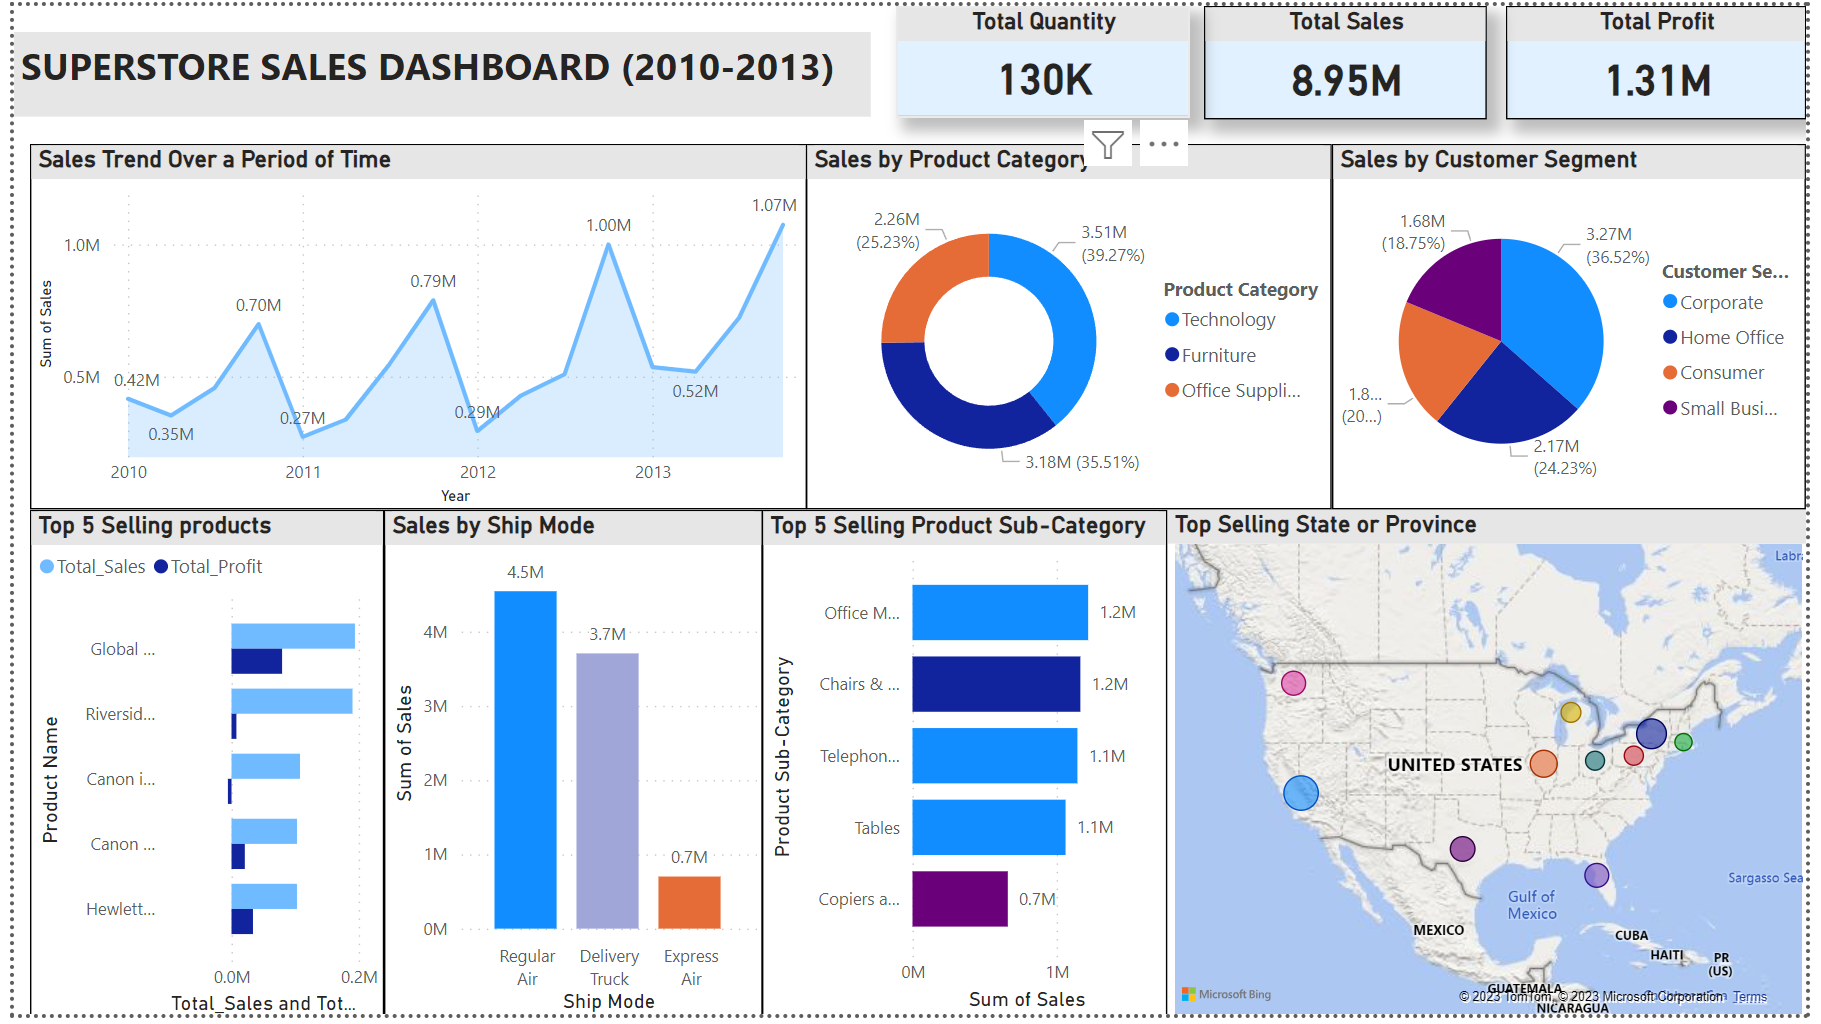 SUPERSTORE SALES DASHBOARD (2010-2013)
Total Quantity
130K
Total Sales
8.95M
Total Profit
1.31M
Sales Trend Over a Period of Time
Sum of Sales
1.0M
0.5M
0.42M
0.35M
0.70M
0.27M
0.79M
0.29M
1.00M
0.52M
1.07M
2010
2011
2012
2013
Year
Sales by Product Category
2.26M
(25.23%)
3.51M
(39.27%)
3.18M (35.51%)
Product Category
Technology
Furniture
Office Suppli...
Sales by Customer Segment
1.68M
(18.75%)
3.27M
(36.52%)
1.8...
(20...)
2.17M
(24.23%)
Customer Se...
Corporate
Home Office
Consumer
Small Busi...
Top 5 Selling products
Total_Sales
Total_Profit
Product Name
Global ...
Riversid...
Canon i...
Canon ...
Hewlett...
0.0M
0.2M
Total_Sales and Tot...
Sales by Ship Mode
Sum of Sales
4M
3M
2M
1M
0M
4.5M
3.7M
0.7M
Regular
Air
Delivery
Truck
Express
Air
Ship Mode
Top 5 Selling Product Sub-Category
Product Sub-Category
Office M...
1.2M
Chairs & ...
1.2M
Telephon...
1.1M
Tables
1.1M
Copiers a...
0.7M
0M
1M
Sum of Sales
Top Selling State or Province
Labr
UNITED STATES
Gulf of
Mexico
Sargasso Sea
MEXICO
CUBA
HAITI
PR
(US)
GUATEMALA
NICARAGUA
Microsoft Bing
© 2023 TomTom, © 2023 Microsoft Corporation
Terms